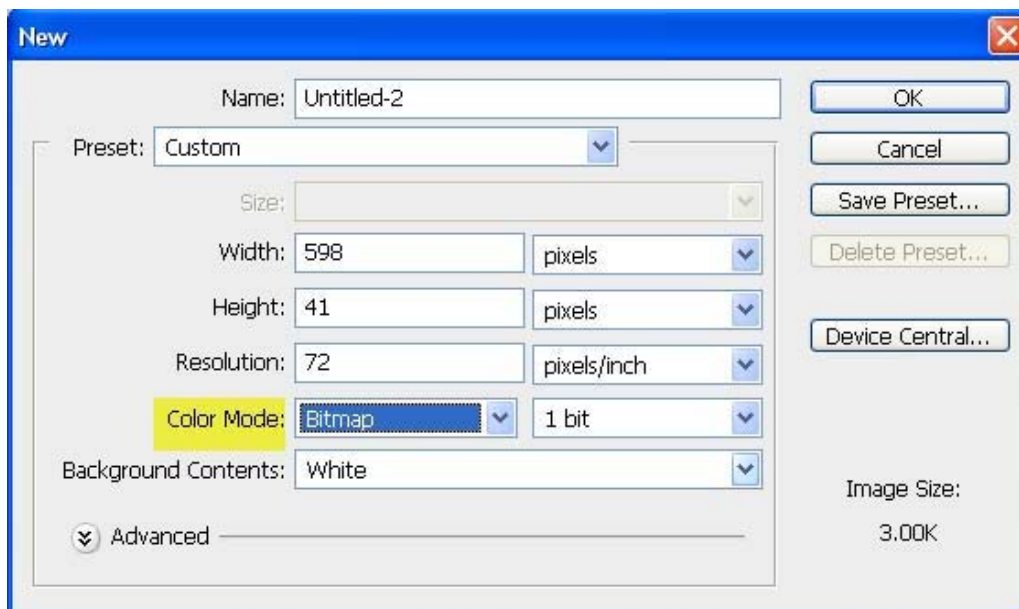 New
Name: Untitled-2
OK
Preset: Custom
Cancel
Size:
Save Preset...
Width: 598 pixels
Delete Preset...
Height: 41 pixels
Device Central...
Resolution: 72 pixels/inch
Color Mode: Bitmap 1 bit
Background Contents: White
Image Size:
Advanced
3.00K